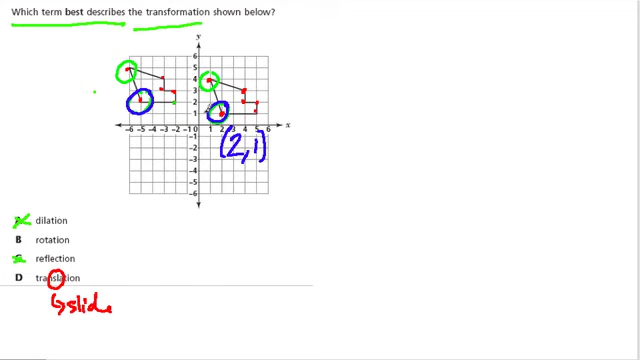 Which term best describes the transformation shown below?
y
6
5
4
3
2
1
-6 -5 -4 -3 -2 -1 0 1 2 3 4 5 6 x
-1
-2
-3
-4
-5
-6
(2,1)
A dilation
B rotation
C reflection
D translation
↳slide